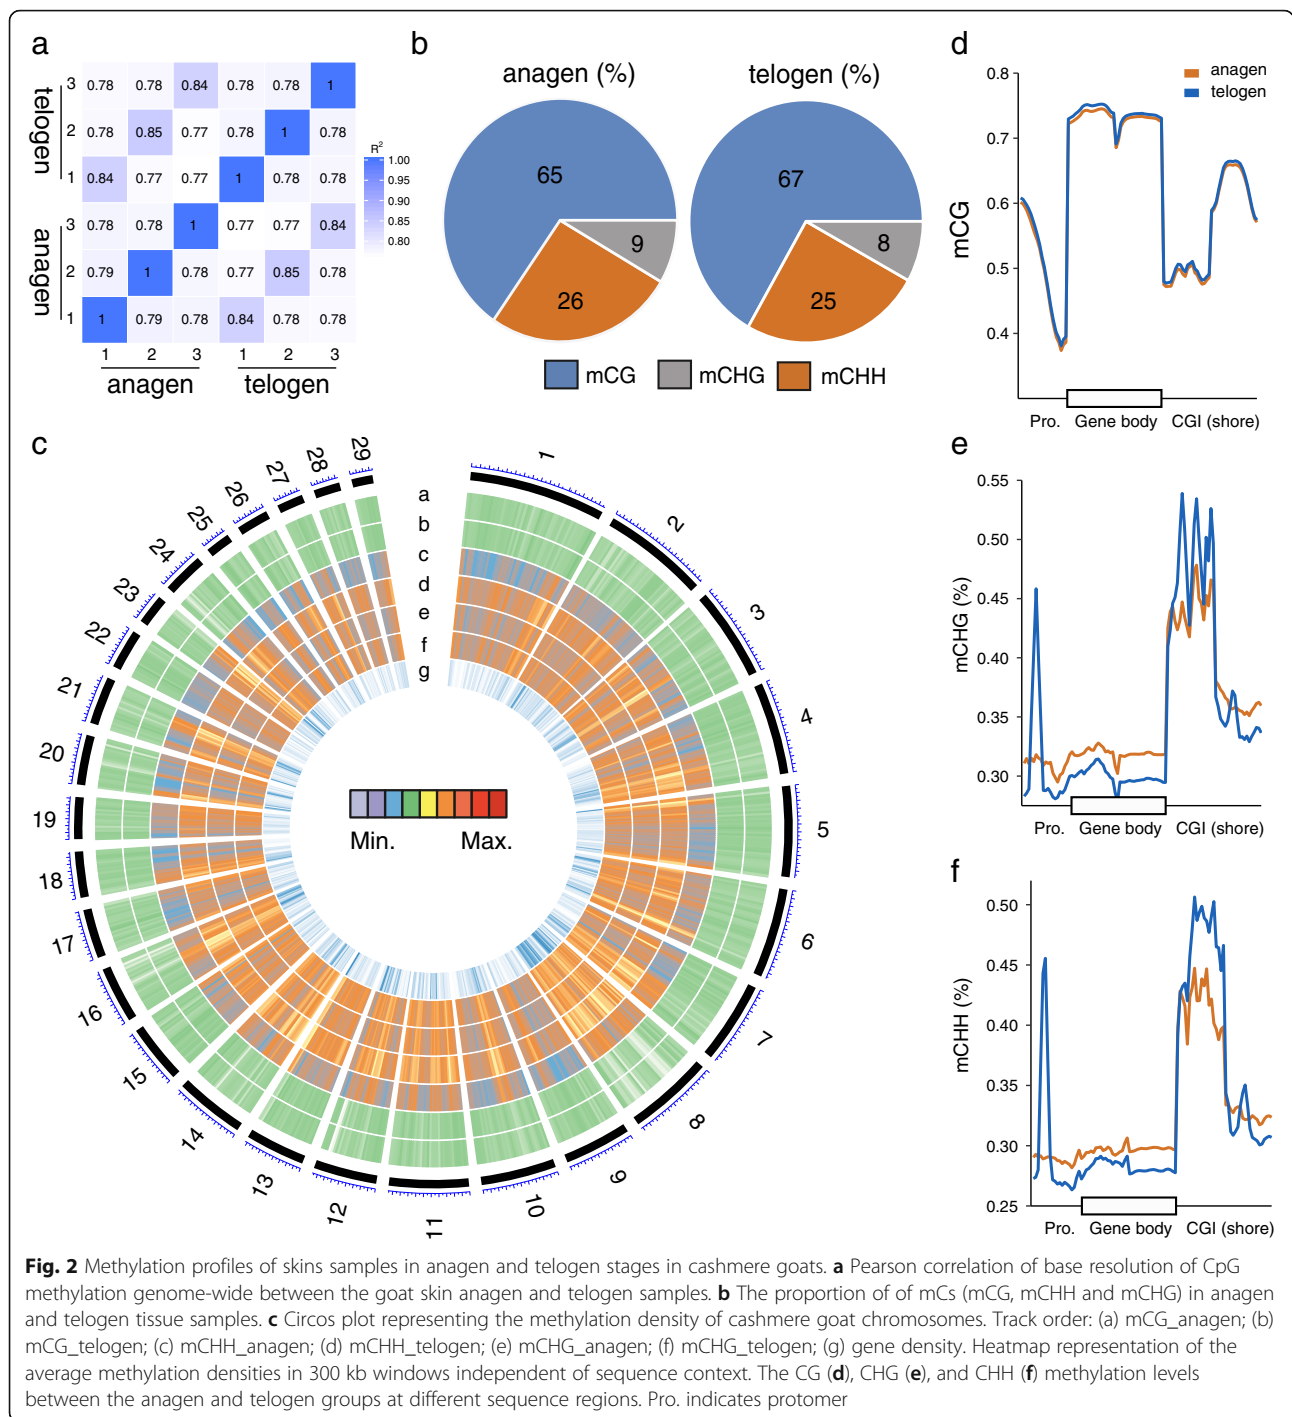 a
telogen
anagen
3 0.78 0.78 0.84 0.78 0.78 1
2 0.78 0.85 0.77 0.78 1 0.78
1 0.84 0.77 0.77 1 0.78 0.78
3 0.78 0.78 1 0.77 0.77 0.84
2 0.79 1 0.78 0.77 0.85 0.78
1 1 0.79 0.78 0.84 0.78 0.78
1 2 3 1 2 3
anagen telogen
R2
1.00
0.95
0.90
0.85
0.80
b
anagen (%) telogen (%)
65 9 26
67 8 25
mCG mCHG mCHH
c
1
2
3
4
5
6
7
8
9
10
11
12
13
14
15
16
17
18
19
20
21
22
23
24
25
26
27
28
29
a
b
c
d
e
f
g
Min. Max.
d
mCG
0.8
0.7
0.6
0.5
0.4
anagen
telogen
Pro. Gene body CGI (shore)
e
mCHG (%)
0.55
0.50
0.45
0.40
0.35
0.30
Pro. Gene body CGI (shore)
f
mCHH (%)
0.50
0.45
0.40
0.35
0.30
0.25
Pro. Gene body CGI (shore)
Fig. 2 Methylation profiles of skins samples in anagen and telogen stages in cashmere goats. a Pearson correlation of base resolution of CpG
methylation genome-wide between the goat skin anagen and telogen samples. b The proportion of of mCs (mCG, mCHH and mCHG) in anagen
and telogen tissue samples. c Circos plot representing the methylation density of cashmere goat chromosomes. Track order: (a) mCG_anagen; (b)
mCG_telogen; (c) mCHH_anagen; (d) mCHH_telogen; (e) mCHG_anagen; (f) mCHG_telogen; (g) gene density. Heatmap representation of the
average methylation densities in 300 kb windows independent of sequence context. The CG (d), CHG (e), and CHH (f) methylation levels
between the anagen and telogen groups at different sequence regions. Pro. indicates protomer